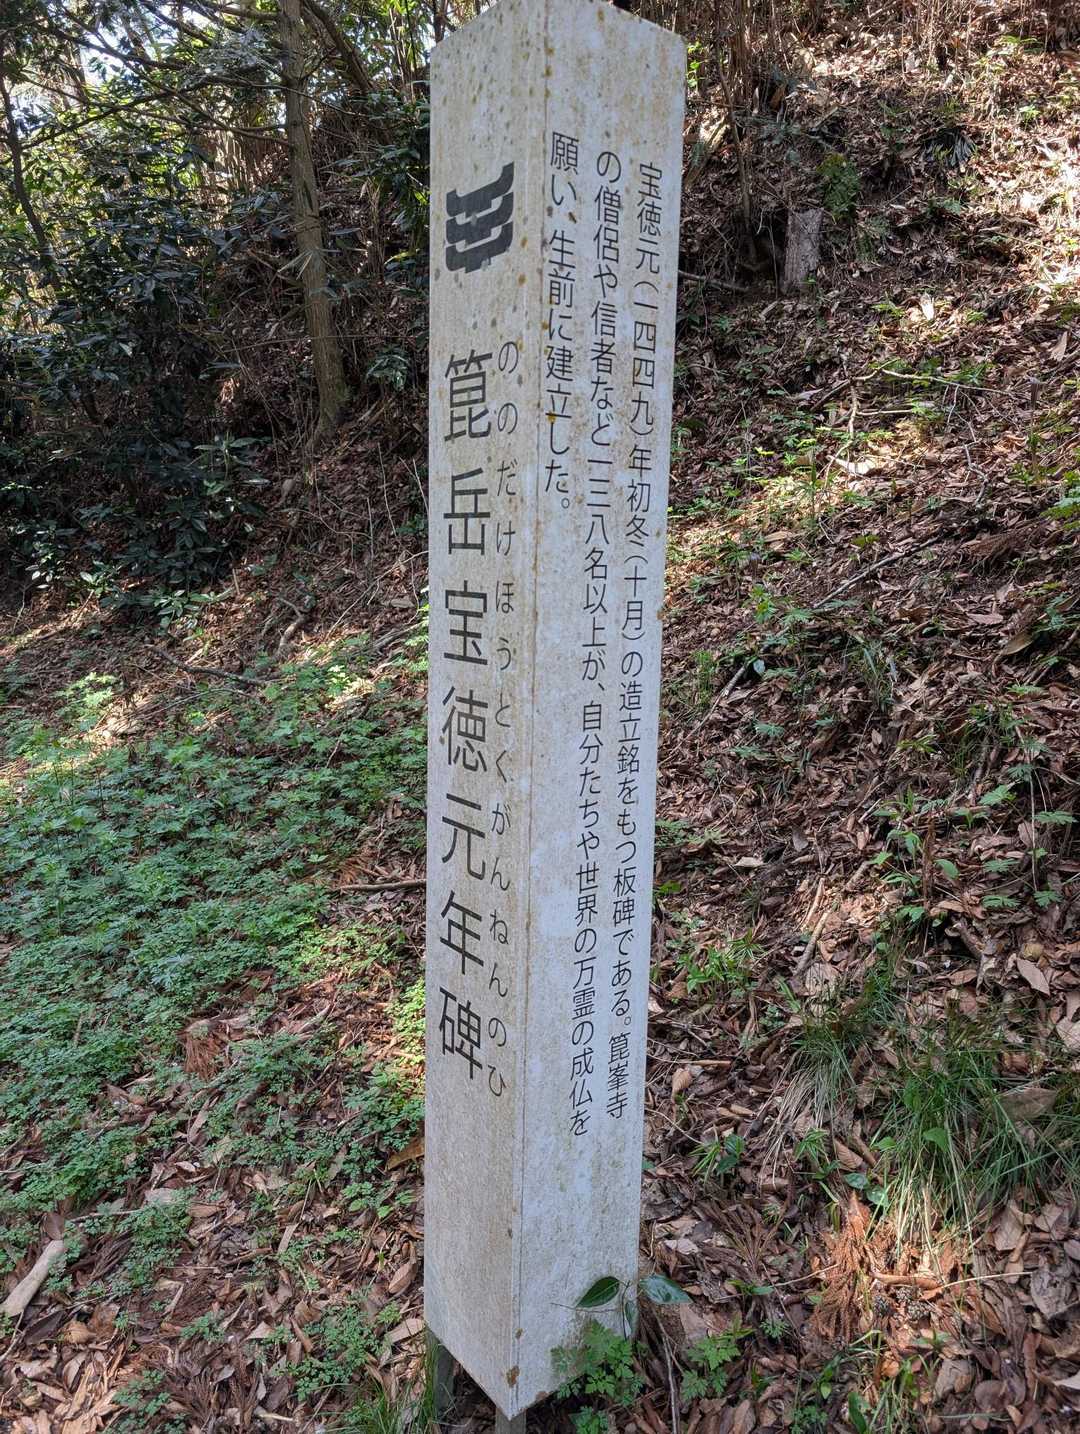 箆岳宝徳元年碑
ののだけほうとくがんねんのひ
宝徳元（一四四九）年初冬（十月）の造立銘をもつ板碑である。箆峯寺
の僧侶や信者など一三八名以上が、自分たちや世界の万霊の成仏を
願い、生前に建立した。